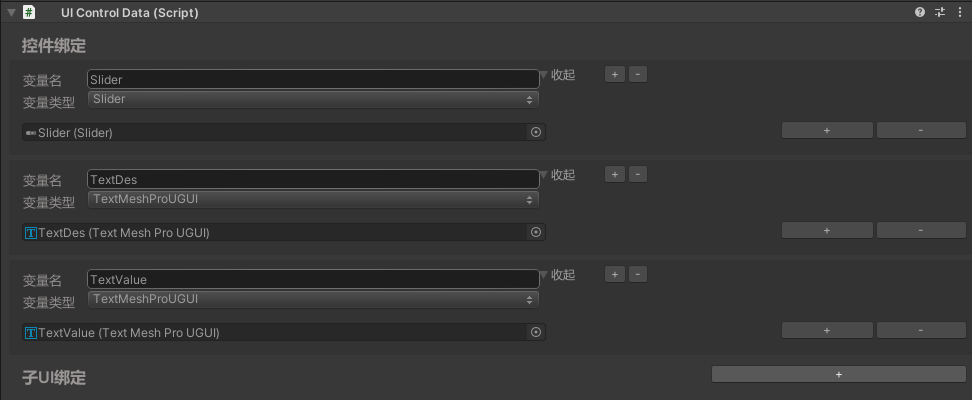 UI Control Data (Script)
控件绑定
变量名 Slider 收起 + -
变量类型 Slider
Slider (Slider) + -
变量名 TextDes 收起 + -
变量类型 TextMeshProUGUI
TextDes (Text Mesh Pro UGUI) + -
变量名 TextValue 收起 + -
变量类型 TextMeshProUGUI
TextValue (Text Mesh Pro UGUI) + -
子UI绑定 +